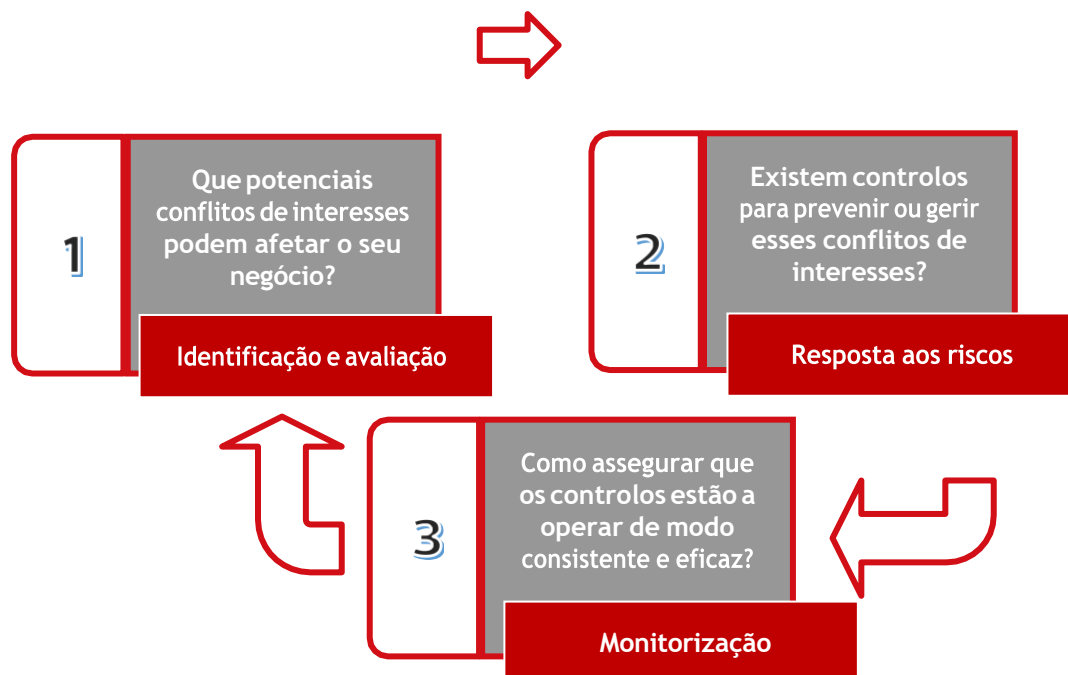 1
Que potenciais
conflitos de interesses
podem afetar o seu
negócio?
Identificação e avaliação
2
Existem controlos
para prevenir ou gerir
esses conflitos de
interesses?
Resposta aos riscos
3
Como assegurar que
os controlos estão a
operar de modo
consistente e eficaz?
Monitorização